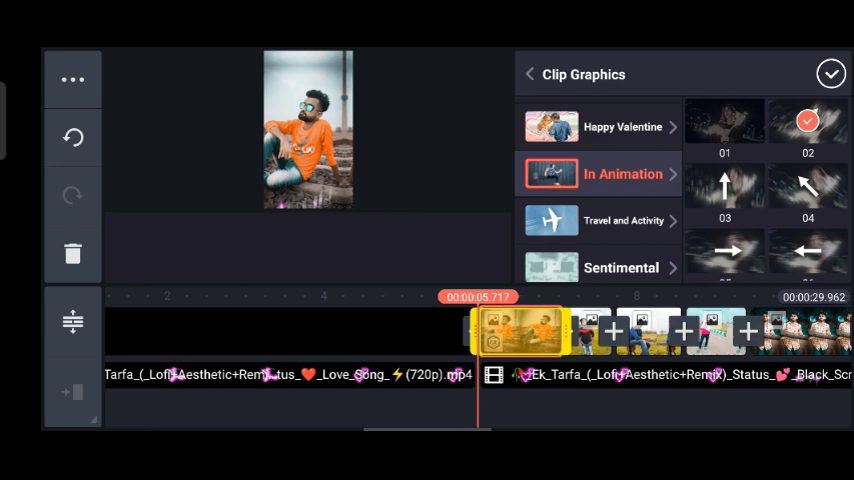 Clip Graphics
Happy Valentine
In Animation
Travel and Activity
Sentimental
01
02
03
04
2
4
00:00:05.717
8
00:00:29.962
Tarfa_(_Lofi+Aesthetic+Remi tus_❤️_Love_Song_⚡(720p).mp4
Ek_Tarfa_(_Lofi+Aesthetic+Remix)_Status_💕_Black_Scr